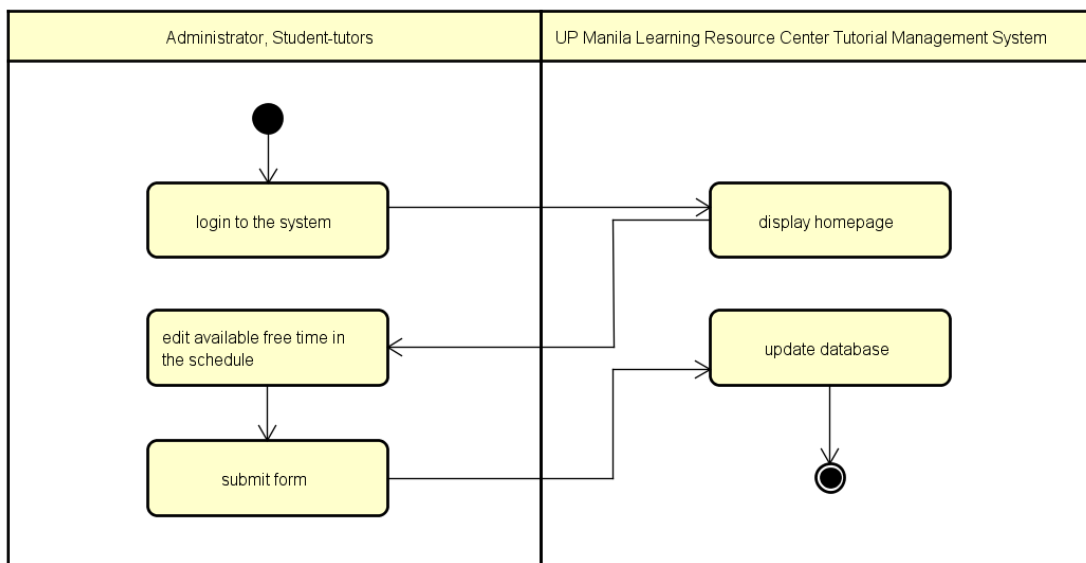 Administrator, Student-tutors
UP Manila Learning Resource Center Tutorial Management System
login to the system
display homepage
edit available free time in
the schedule
update database
submit form